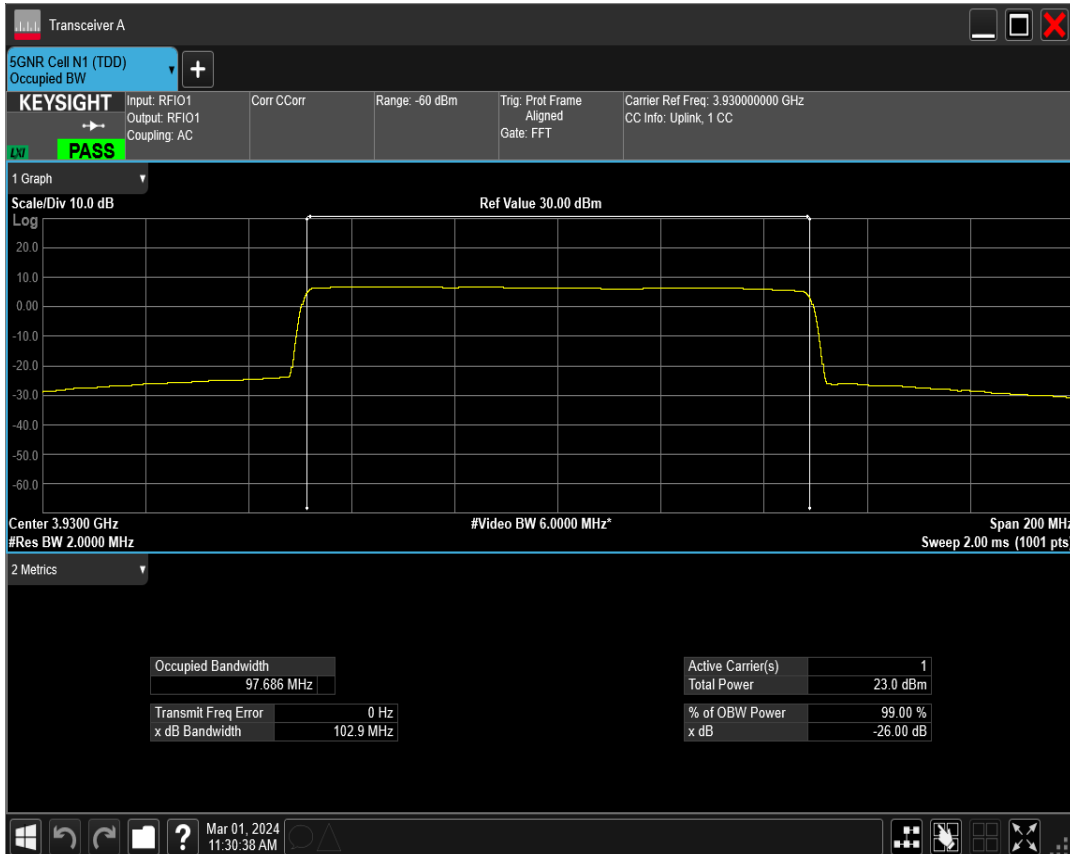 Transceiver A
5GNR Cell N1 (TDD)
Occupied BW
+
KEYSIGHT
LXI
PASS
Input: RFIO1
Output: RFIO1
Coupling: AC
Corr CCorr
Range: -60 dBm
Trig: Prot Frame
Aligned
Gate: FFT
Carrier Ref Freq: 3.930000000 GHz
CC Info: Uplink, 1 CC
1 Graph
Scale/Div 10.0 dB
Ref Value 30.00 dBm
Log
20.0
10.0
0.00
-10.0
-20.0
-30.0
-40.0
-50.0
-60.0
Center 3.9300 GHz
#Video BW 6.0000 MHz*
Span 200 MHz
#Res BW 2.0000 MHz
Sweep 2.00 ms (1001 pts)
2 Metrics
Occupied Bandwidth
97.686 MHz
Transmit Freq Error 0 Hz
x dB Bandwidth 102.9 MHz
Active Carrier(s) 1
Total Power 23.0 dBm
% of OBW Power 99.00 %
x dB -26.00 dB
?
Mar 01, 2024
11:30:38 AM